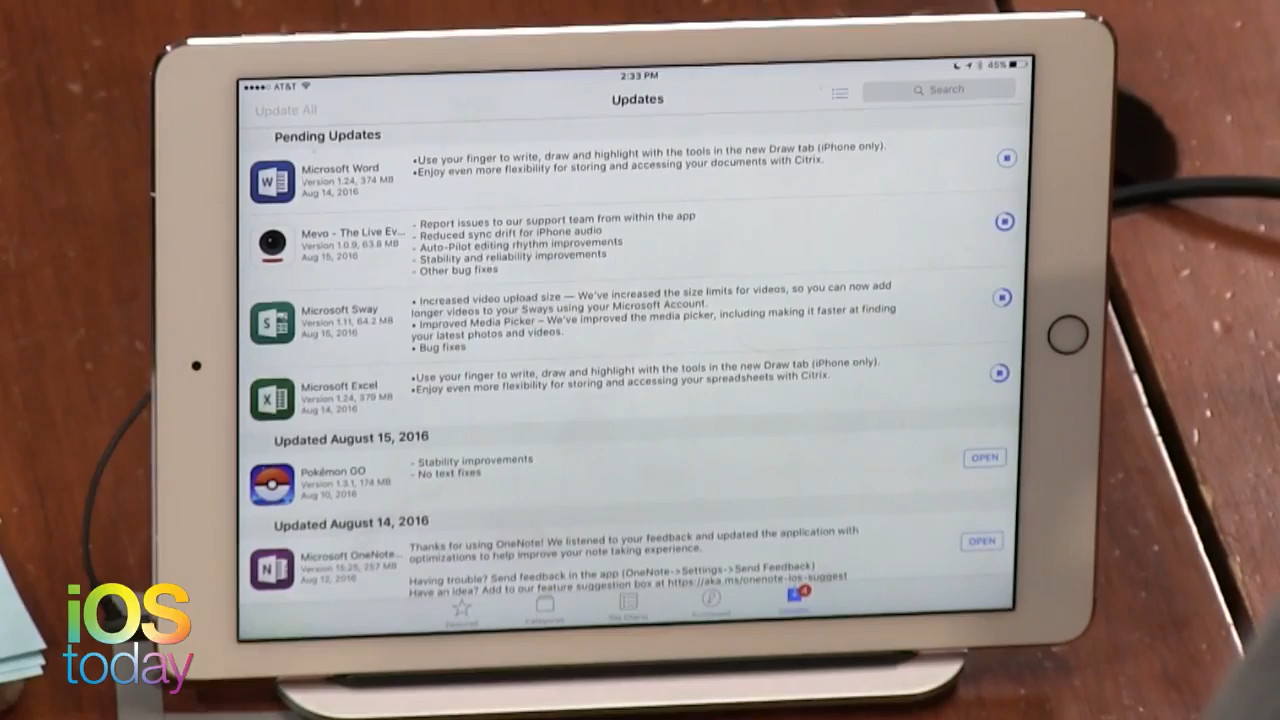 AT&T
2:33 PM
45%
Update All
Updates
Search
Pending Updates
Microsoft Word
Version 1.24, 374 MB
Aug 14, 2016
•Use your finger to write, draw and highlight with the tools in the new Draw tab (iPhone only).
•Enjoy even more flexibility for storing and accessing your documents with Citrix.
Mevo - The Live Ev...
Version 1.0.9, 63.8 MB
Aug 15, 2016
- Report issues to our support team from within the app
- Reduced sync drift for iPhone audio
- Auto-Pilot editing rhythm improvements
- Stability and reliability improvements
- Other bug fixes
Microsoft Sway
Version 1.11, 64.2 MB
Aug 15, 2016
• Increased video upload size — We've increased the size limits for videos, so you can now add
longer videos to your Sways using your Microsoft Account.
• Improved Media Picker – We've improved the media picker, including making it faster at finding
your latest photos and videos.
• Bug fixes
Microsoft Excel
Version 1.24, 379 MB
Aug 14, 2016
•Use your finger to write, draw and highlight with the tools in the new Draw tab (iPhone only).
•Enjoy even more flexibility for storing and accessing your spreadsheets with Citrix.
Updated August 15, 2016
Pokémon GO
Version 1.3.1, 174 MB
Aug 10, 2016
- Stability improvements
- No text fixes
OPEN
Updated August 14, 2016
Microsoft OneNote...
Version 15.25, 257 MB
Aug 12, 2016
Thanks for using OneNote! We listened to your feedback and updated the application with
optimizations to help improve your note taking experience.
Having trouble? Send feedback in the app (OneNote->Settings->Send Feedback)
Have an idea? Add to our feature suggestion box at https://aka.ms/onenote-ios-suggest
OPEN
4
iOS
today